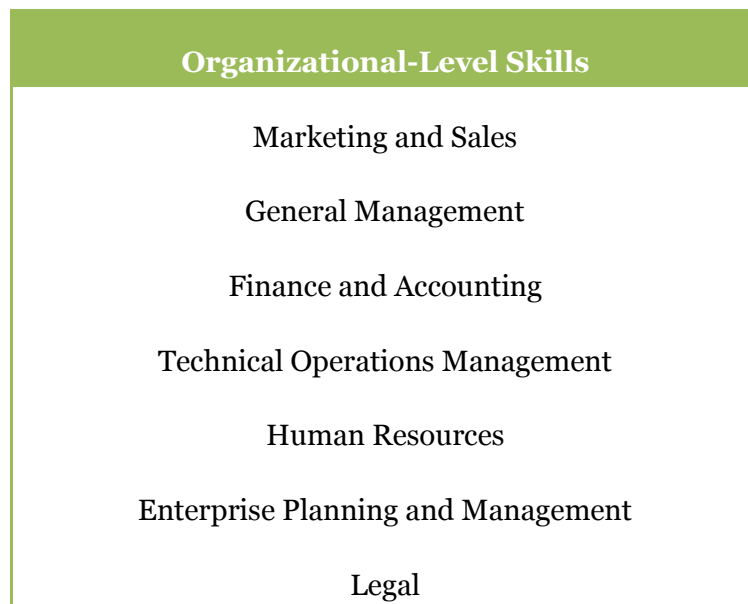 Organizational-Level Skills
Marketing and Sales
General Management
Finance and Accounting
Technical Operations Management
Human Resources
Enterprise Planning and Management
Legal